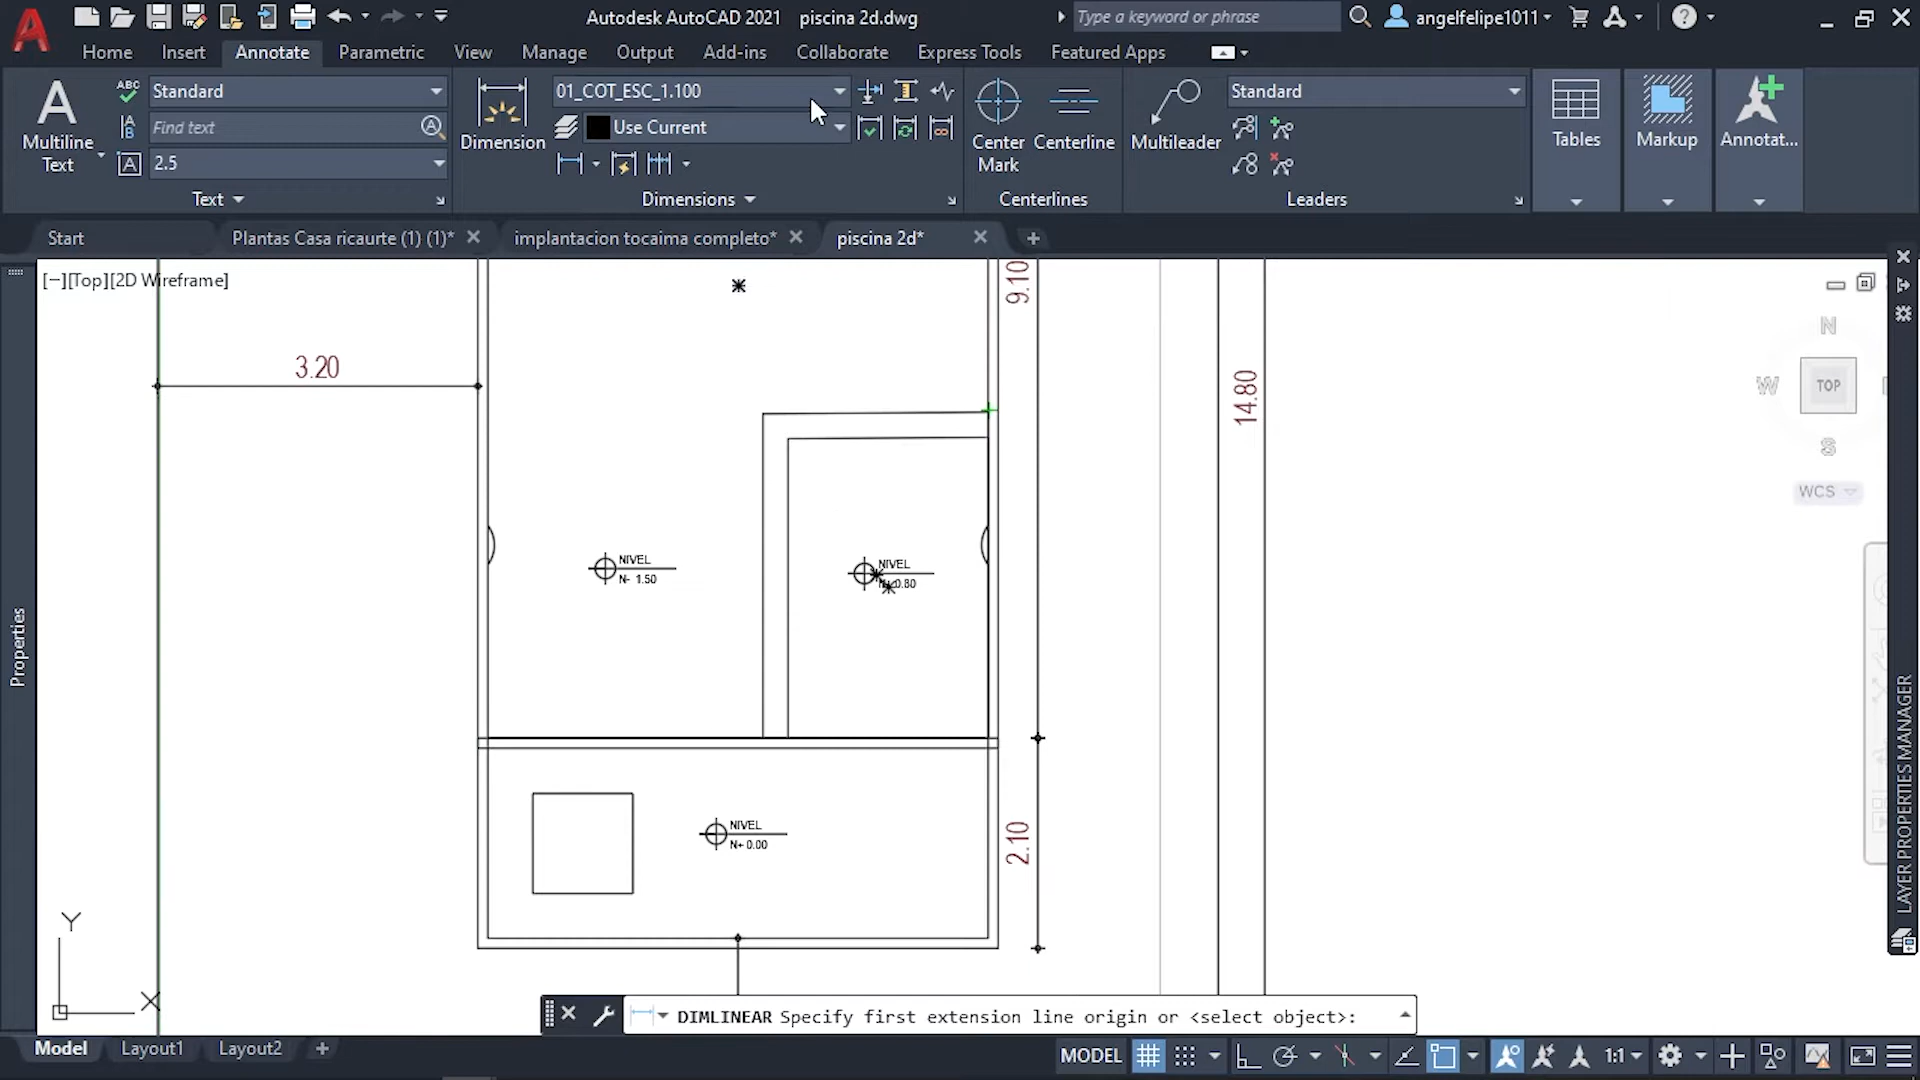 Autodesk AutoCAD 2021 piscina 2d.dwg
Type a keyword or phrase
angelfelipe1011
Home Insert Annotate Parametric View Manage Output Add-ins Collaborate Express Tools Featured Apps
Multiline
Text
Standard
Find text
2.5
Text
Dimension
01_COT_ESC_1.100
Use Current
Dimensions
Center
Mark
Centerline
Centerlines
Multileader
Standard
Leaders
Tables
Markup
Annotat...
Start
Plantas Casa ricaurte (1) (1)*
implantacion tocaima completo*
piscina 2d*
[−][Top][2D Wireframe]
9.10
3.20
14.80
NIVEL
N- 1.50
NIVEL
2.10
NIVEL
N+ 0.00
N
W
TOP
S
WCS
Properties
LAYER PROPERTIES MANAGER
Y
X
DIMLINEAR Specify first extension line origin or <select object>:
Model Layout1 Layout2
MODEL
1:1